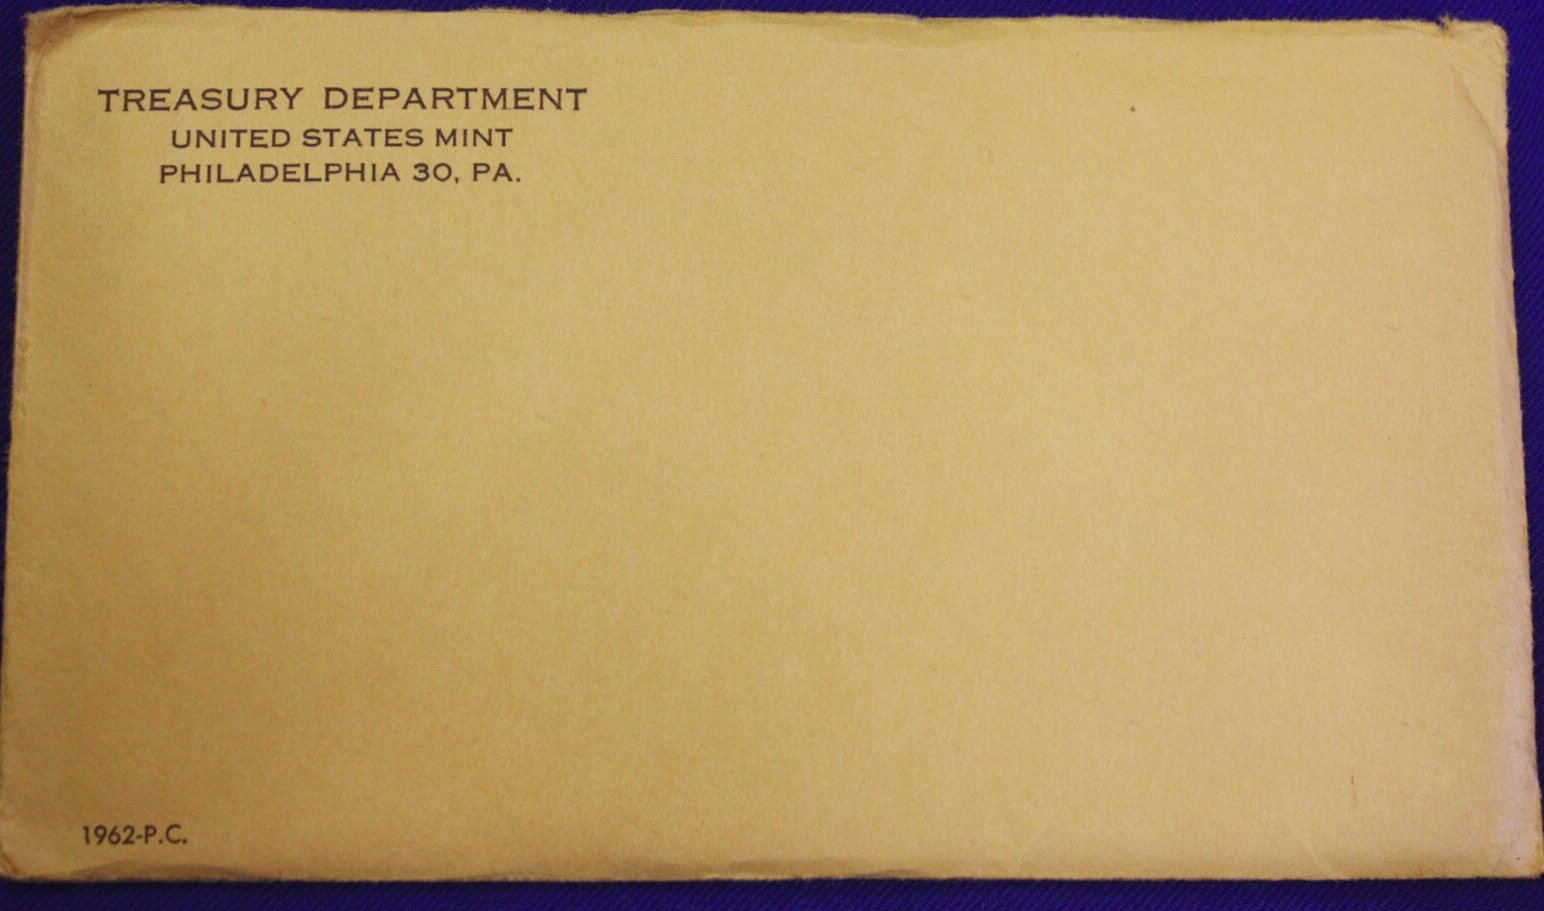 TREASURY DEPARTMENT
UNITED STATES MINT
PHILADELPHIA 30, PA.
1962-P.C.